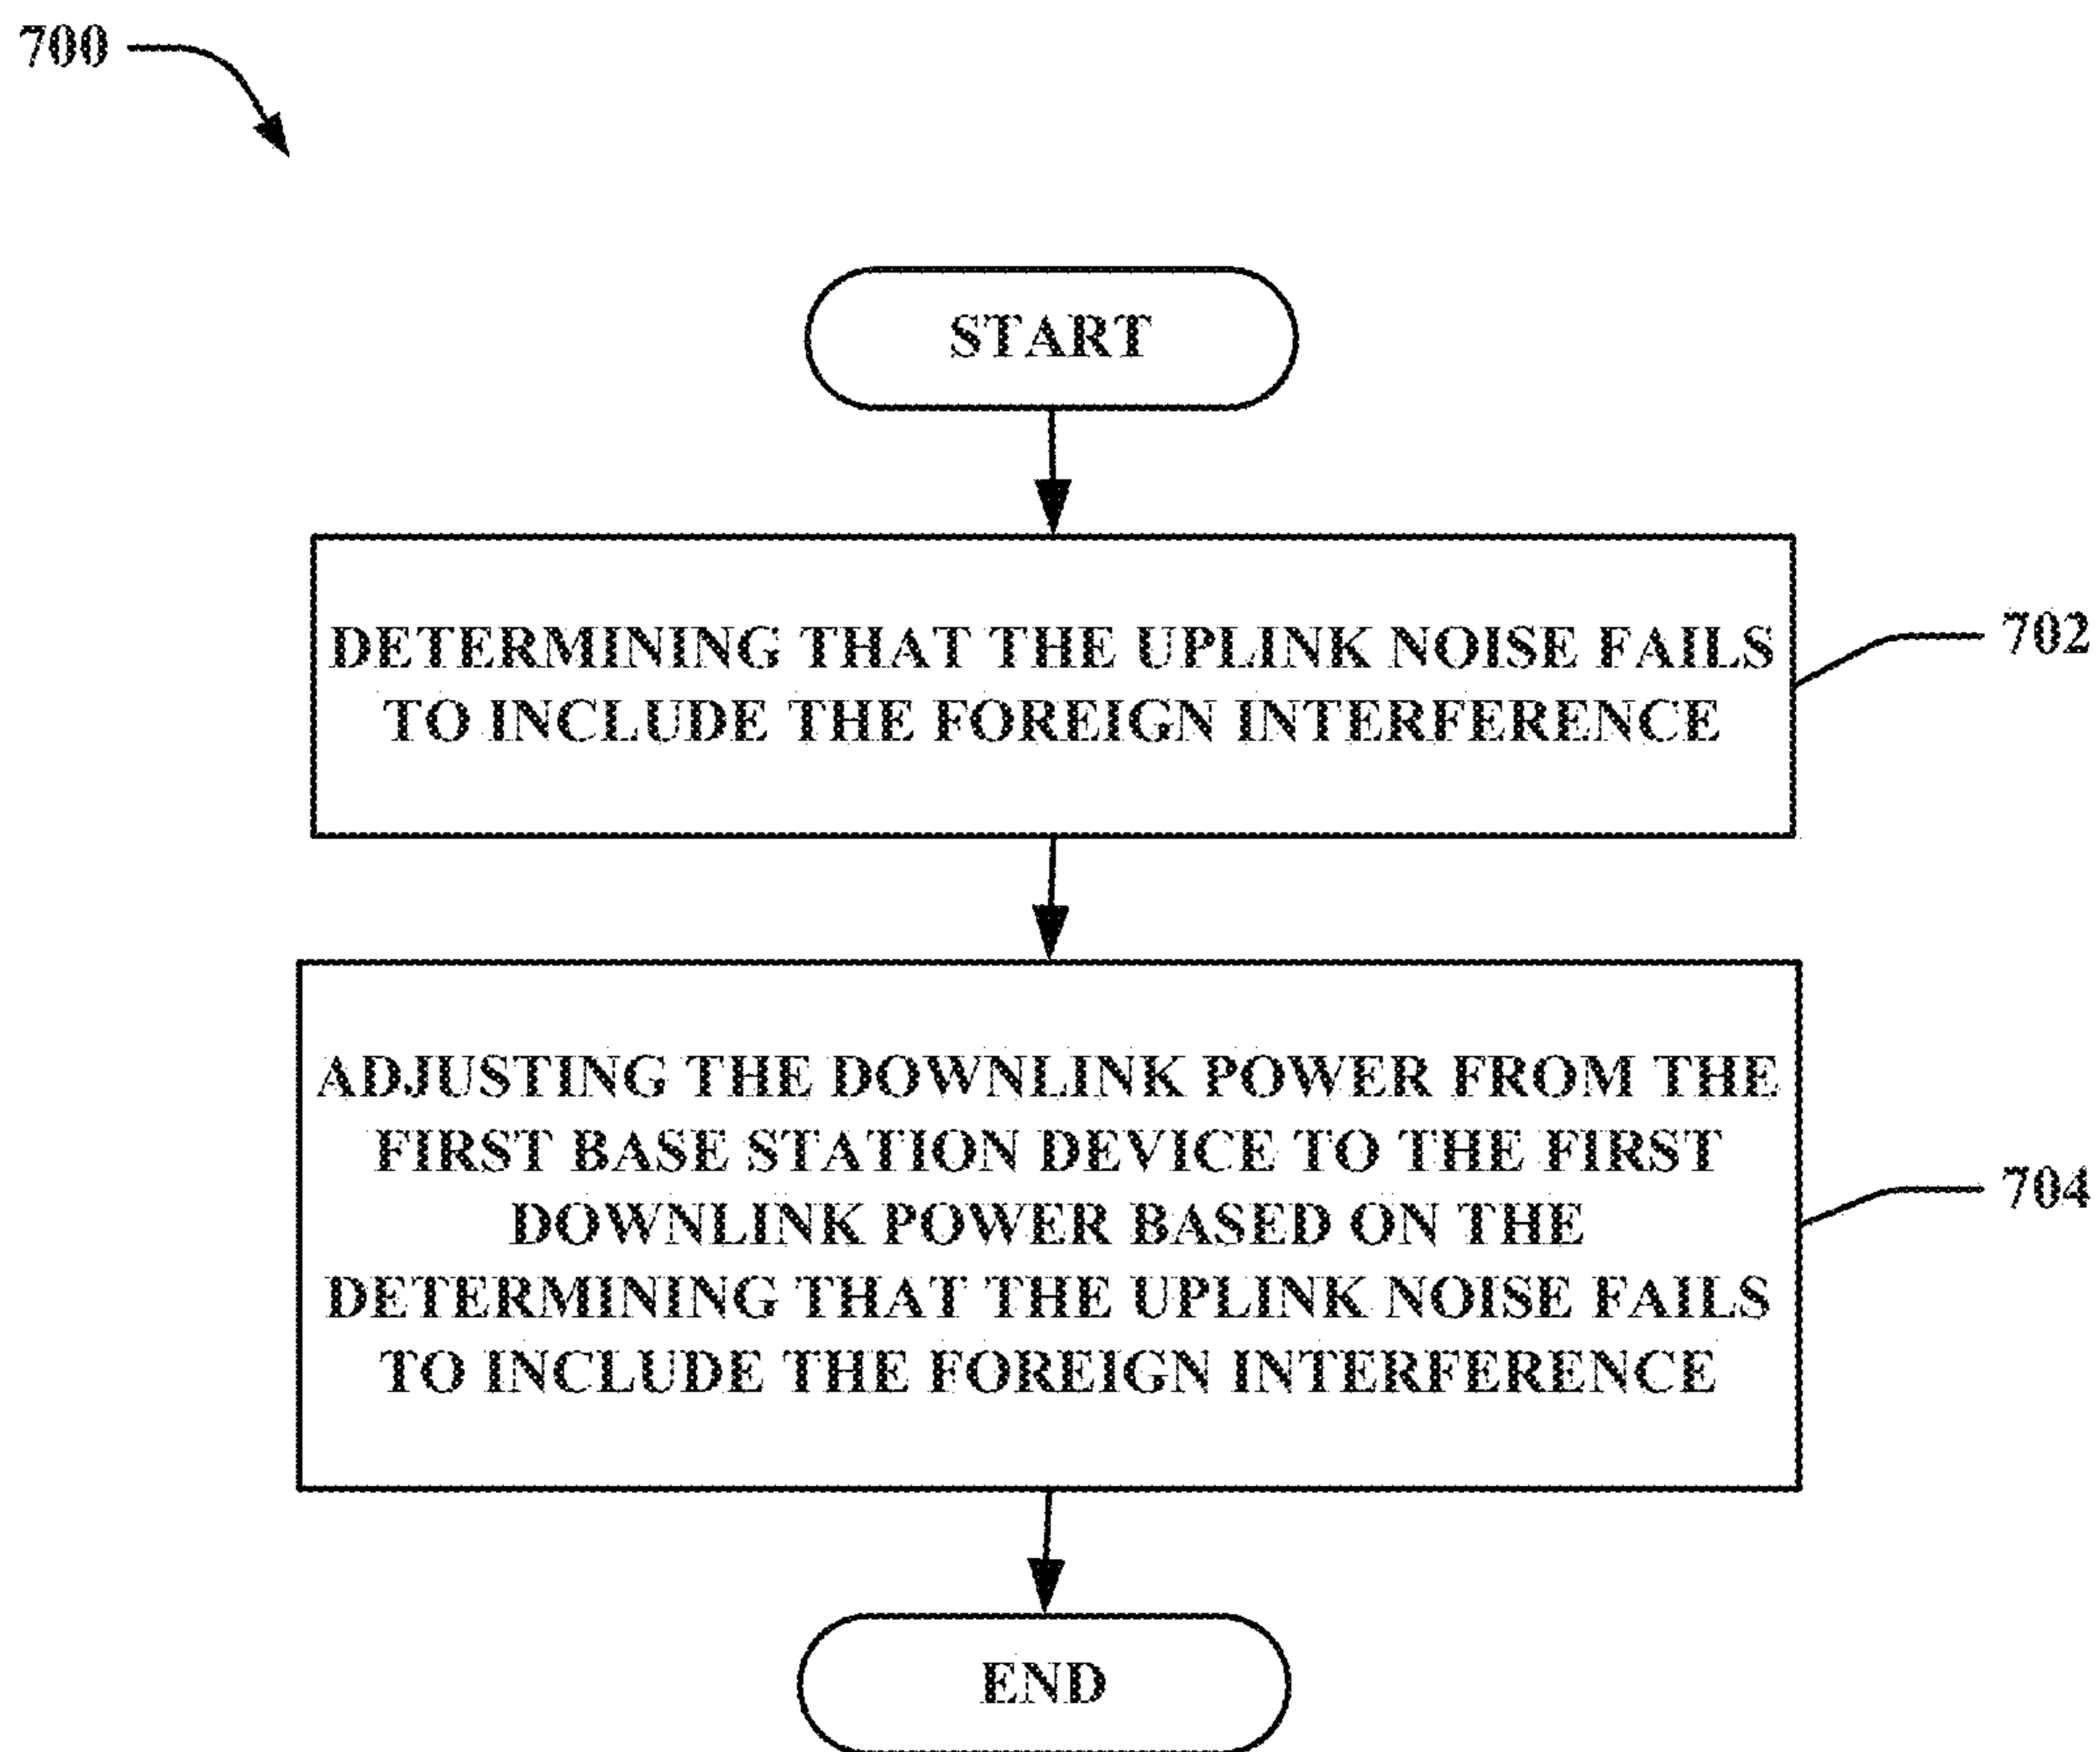 700
START
DETERMINING THAT THE UPLINK NOISE FAILS
TO INCLUDE THE FOREIGN INTERFERENCE
702
ADJUSTING THE DOWNLINK POWER FROM THE
FIRST BASE STATION DEVICE TO THE FIRST
DOWNLINK POWER BASED ON THE
DETERMINING THAT THE UPLINK NOISE FAILS
TO INCLUDE THE FOREIGN INTERFERENCE
704
END